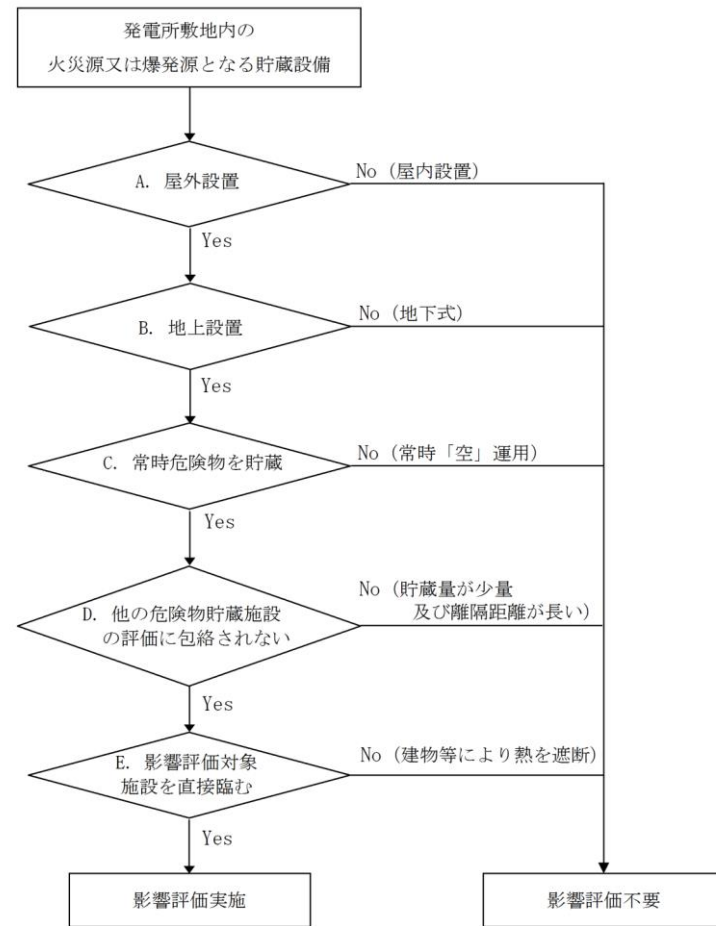 発電所敷地内の
火災源又は爆発源となる貯蔵設備
A. 屋外設置
No (屋内設置)
Yes
B. 地上設置
No (地下式)
Yes
C. 常時危険物を貯蔵
No (常時「空」運用)
Yes
D. 他の危険物貯蔵施設
の評価に包絡されない
No (貯蔵量が少量
及び離隔距離が長い)
Yes
E. 影響評価対象
施設を直接臨む
No (建物等により熱を遮断)
Yes
影響評価実施
影響評価不要